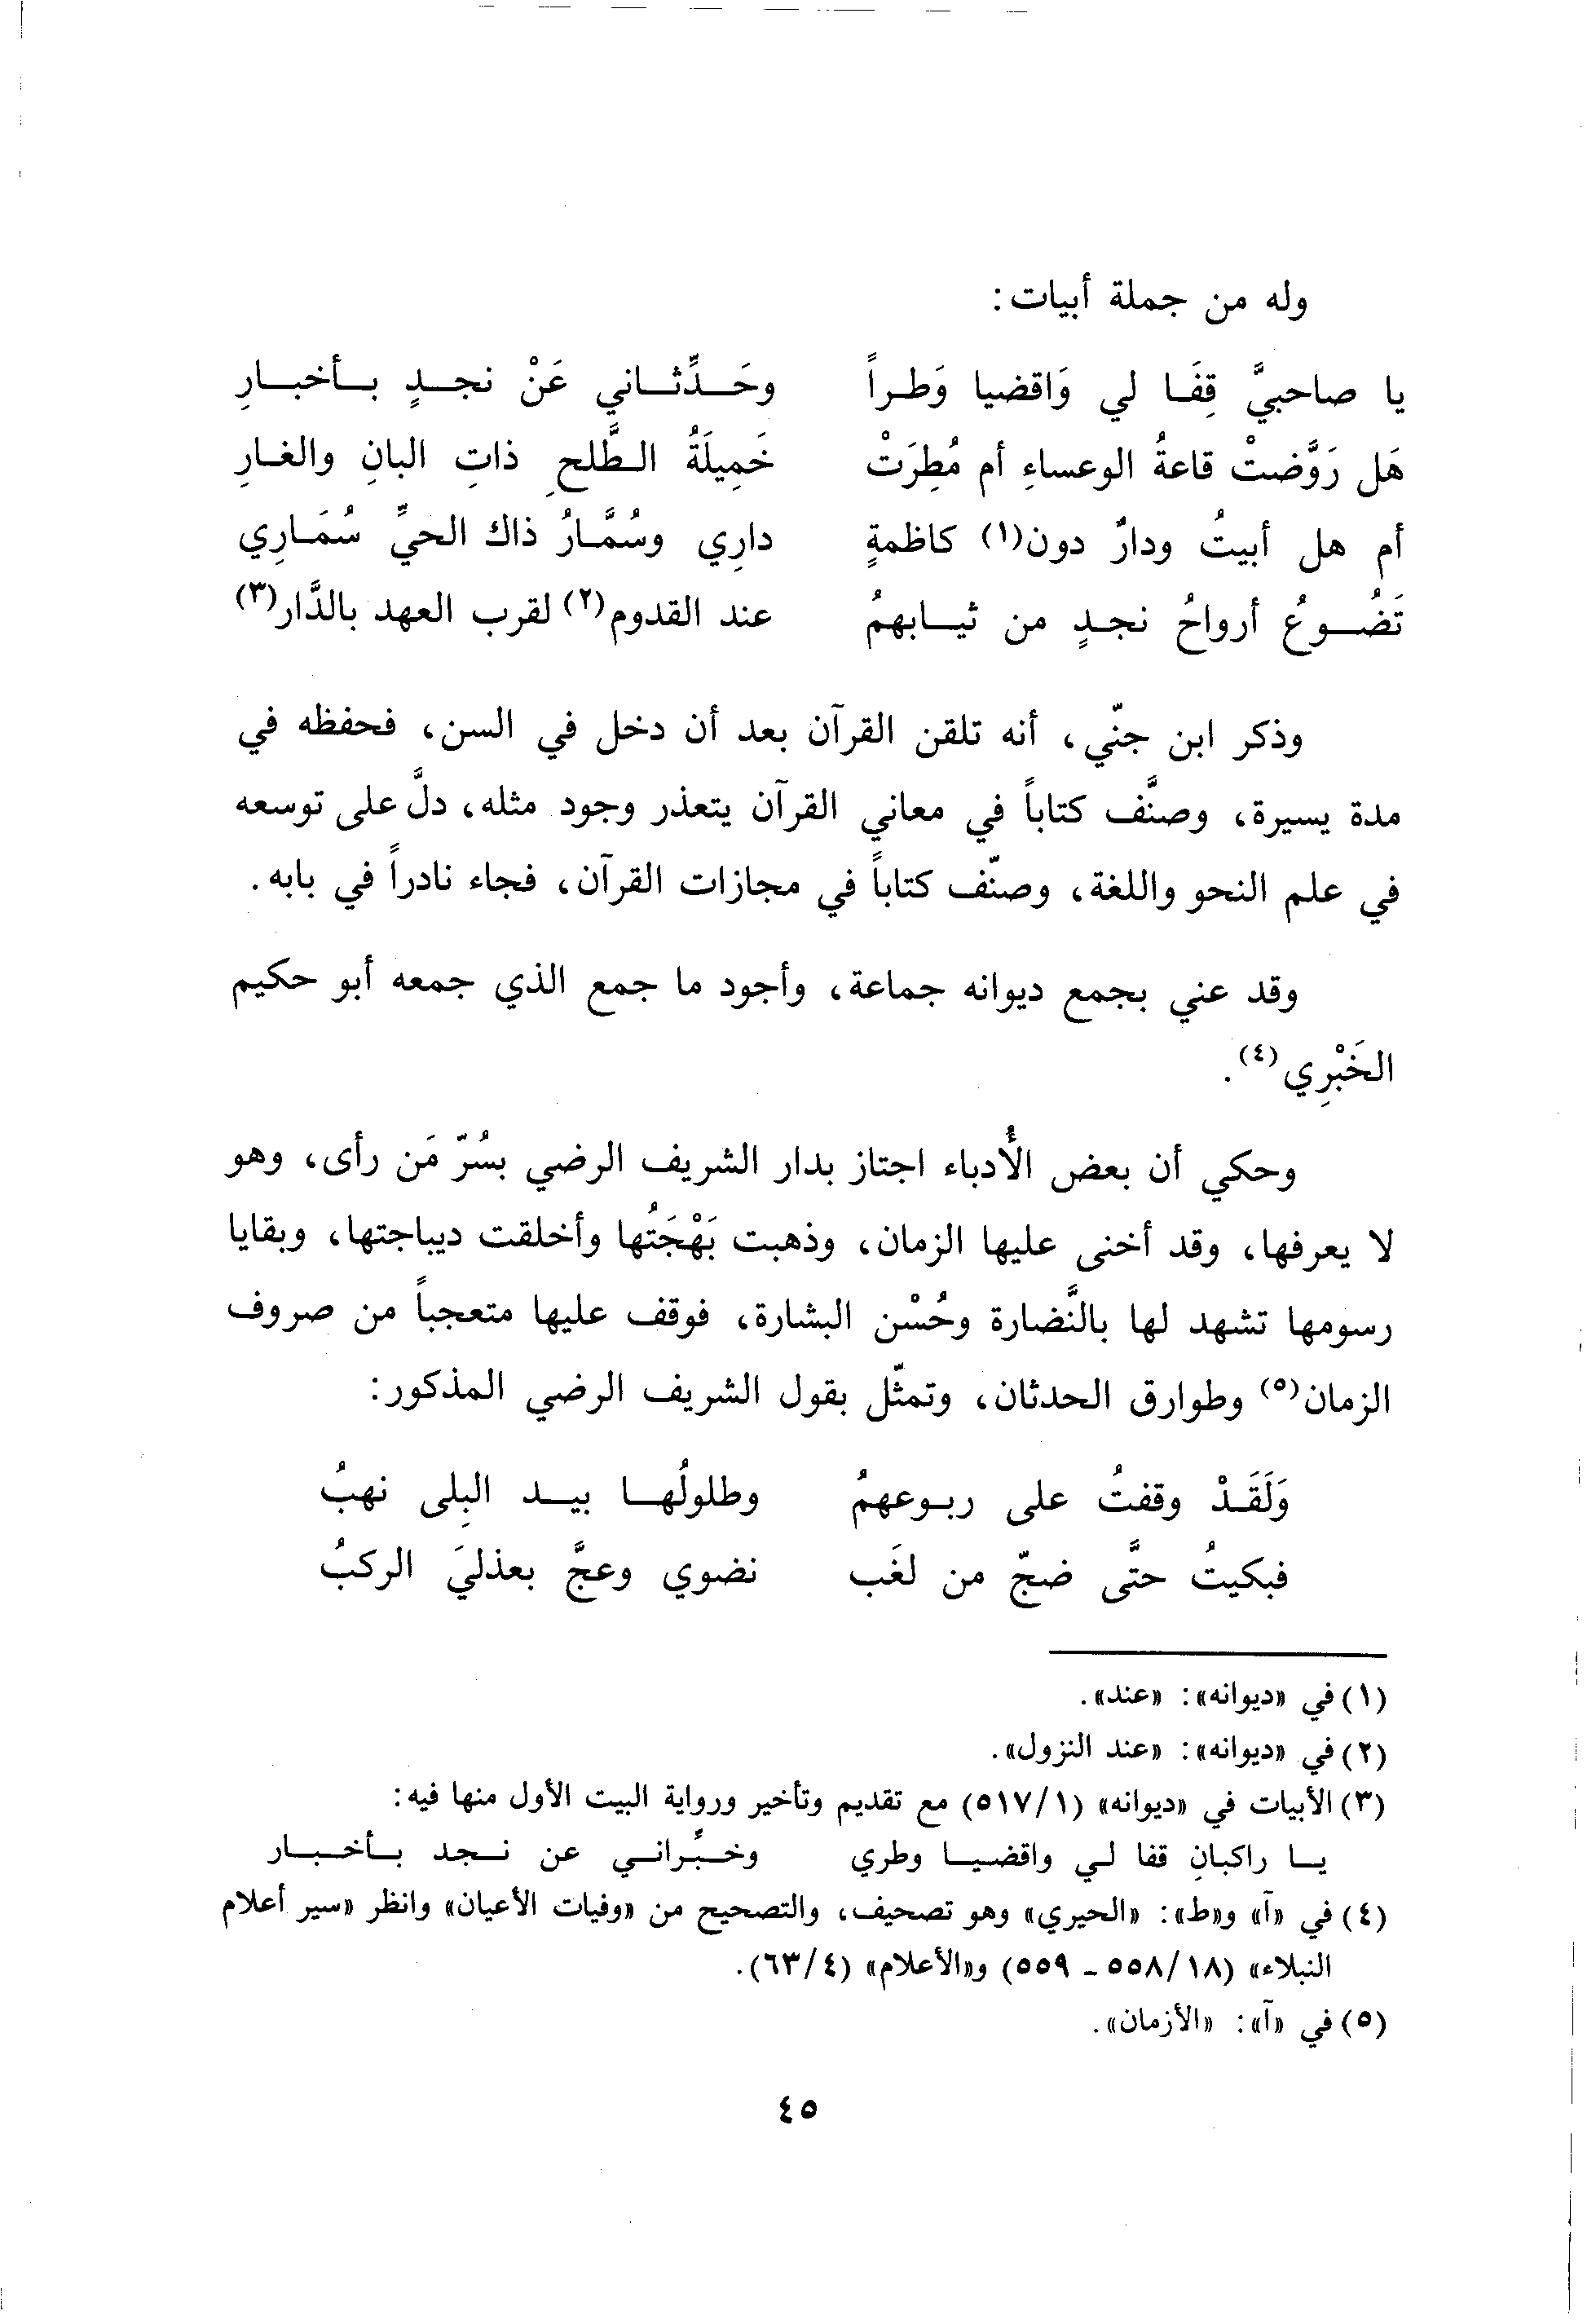 وله من جملة أبيات:
يا صاحبيَّ قِفَا لي وَاقضيا وَطراً وحَدِّثاني عَنْ نجدٍ بأخبارِ
هَل رَوَّضتْ قاعةُ الوعساءِ أم مُطِرَتْ خَمِيلَةُ الطَّلحِ ذاتِ البانِ والغارِ
أم هل أبيتُ ودارٌ دون(١) كاظمةٍ دارِي وسُمَّارُ ذاك الحيِّ سُمَارِي
تَضُوعُ أرواحُ نجدٍ من ثيابهمُ عند القدوم(٢) لقرب العهد بالدَّار(٣)
وذكر ابن جنّي، أنه تلقن القرآن بعد أن دخل في السن، فحفظه في
مدة يسيرة، وصنَّف كتاباً في معاني القرآن يتعذر وجود مثله، دلَّ على توسعه
في علم النحو واللغة، وصنّف كتاباً في مجازات القرآن، فجاء نادراً في بابه.
وقد عني بجمع ديوانه جماعة، وأجود ما جمع الذي جمعه أبو حكيم
الخَبْرِي(٤).
وحكي أن بعض الأُدباء اجتاز بدار الشريف الرضي بسُرّ مَن رأى، وهو
لا يعرفها، وقد أخنى عليها الزمان، وذهبت بَهْجَتُها وأخلقت ديباجتها، وبقايا
رسومها تشهد لها بالنَّضارة وحُسْن البشارة، فوقف عليها متعجباً من صروف
الزمان(٥) وطوارق الحدثان، وتمثّل بقول الشريف الرضي المذكور:
وَلَقَدْ وقفتُ على ربوعهمُ وطلولُها بيد البِلى نهبُ
فبكيتُ حتَّى ضجّ من لغَب نضوي وعجَّ بعذليَ الركبُ
(١) في «ديوانه»: «عند».
(٢) في «ديوانه»: «عند النزول».
(٣) الأبيات في «ديوانه» (٥١٧/١) مع تقديم وتأخير ورواية البيت الأول منها فيه:
يا راكبانِ قفا لي واقضيا وطري وخبِّراني عن نجد بأخبار
(٤) في «آ» و«ط»: «الحيري» وهو تصحيف، والتصحيح من «وفيات الأعيان» وانظر «سير أعلام
النبلاء» (٥٥٨/١٨ ـ ٥٥٩) و«الأعلام» (٦٣/٤).
(٥) في «آ»: «الأزمان».
٤٥